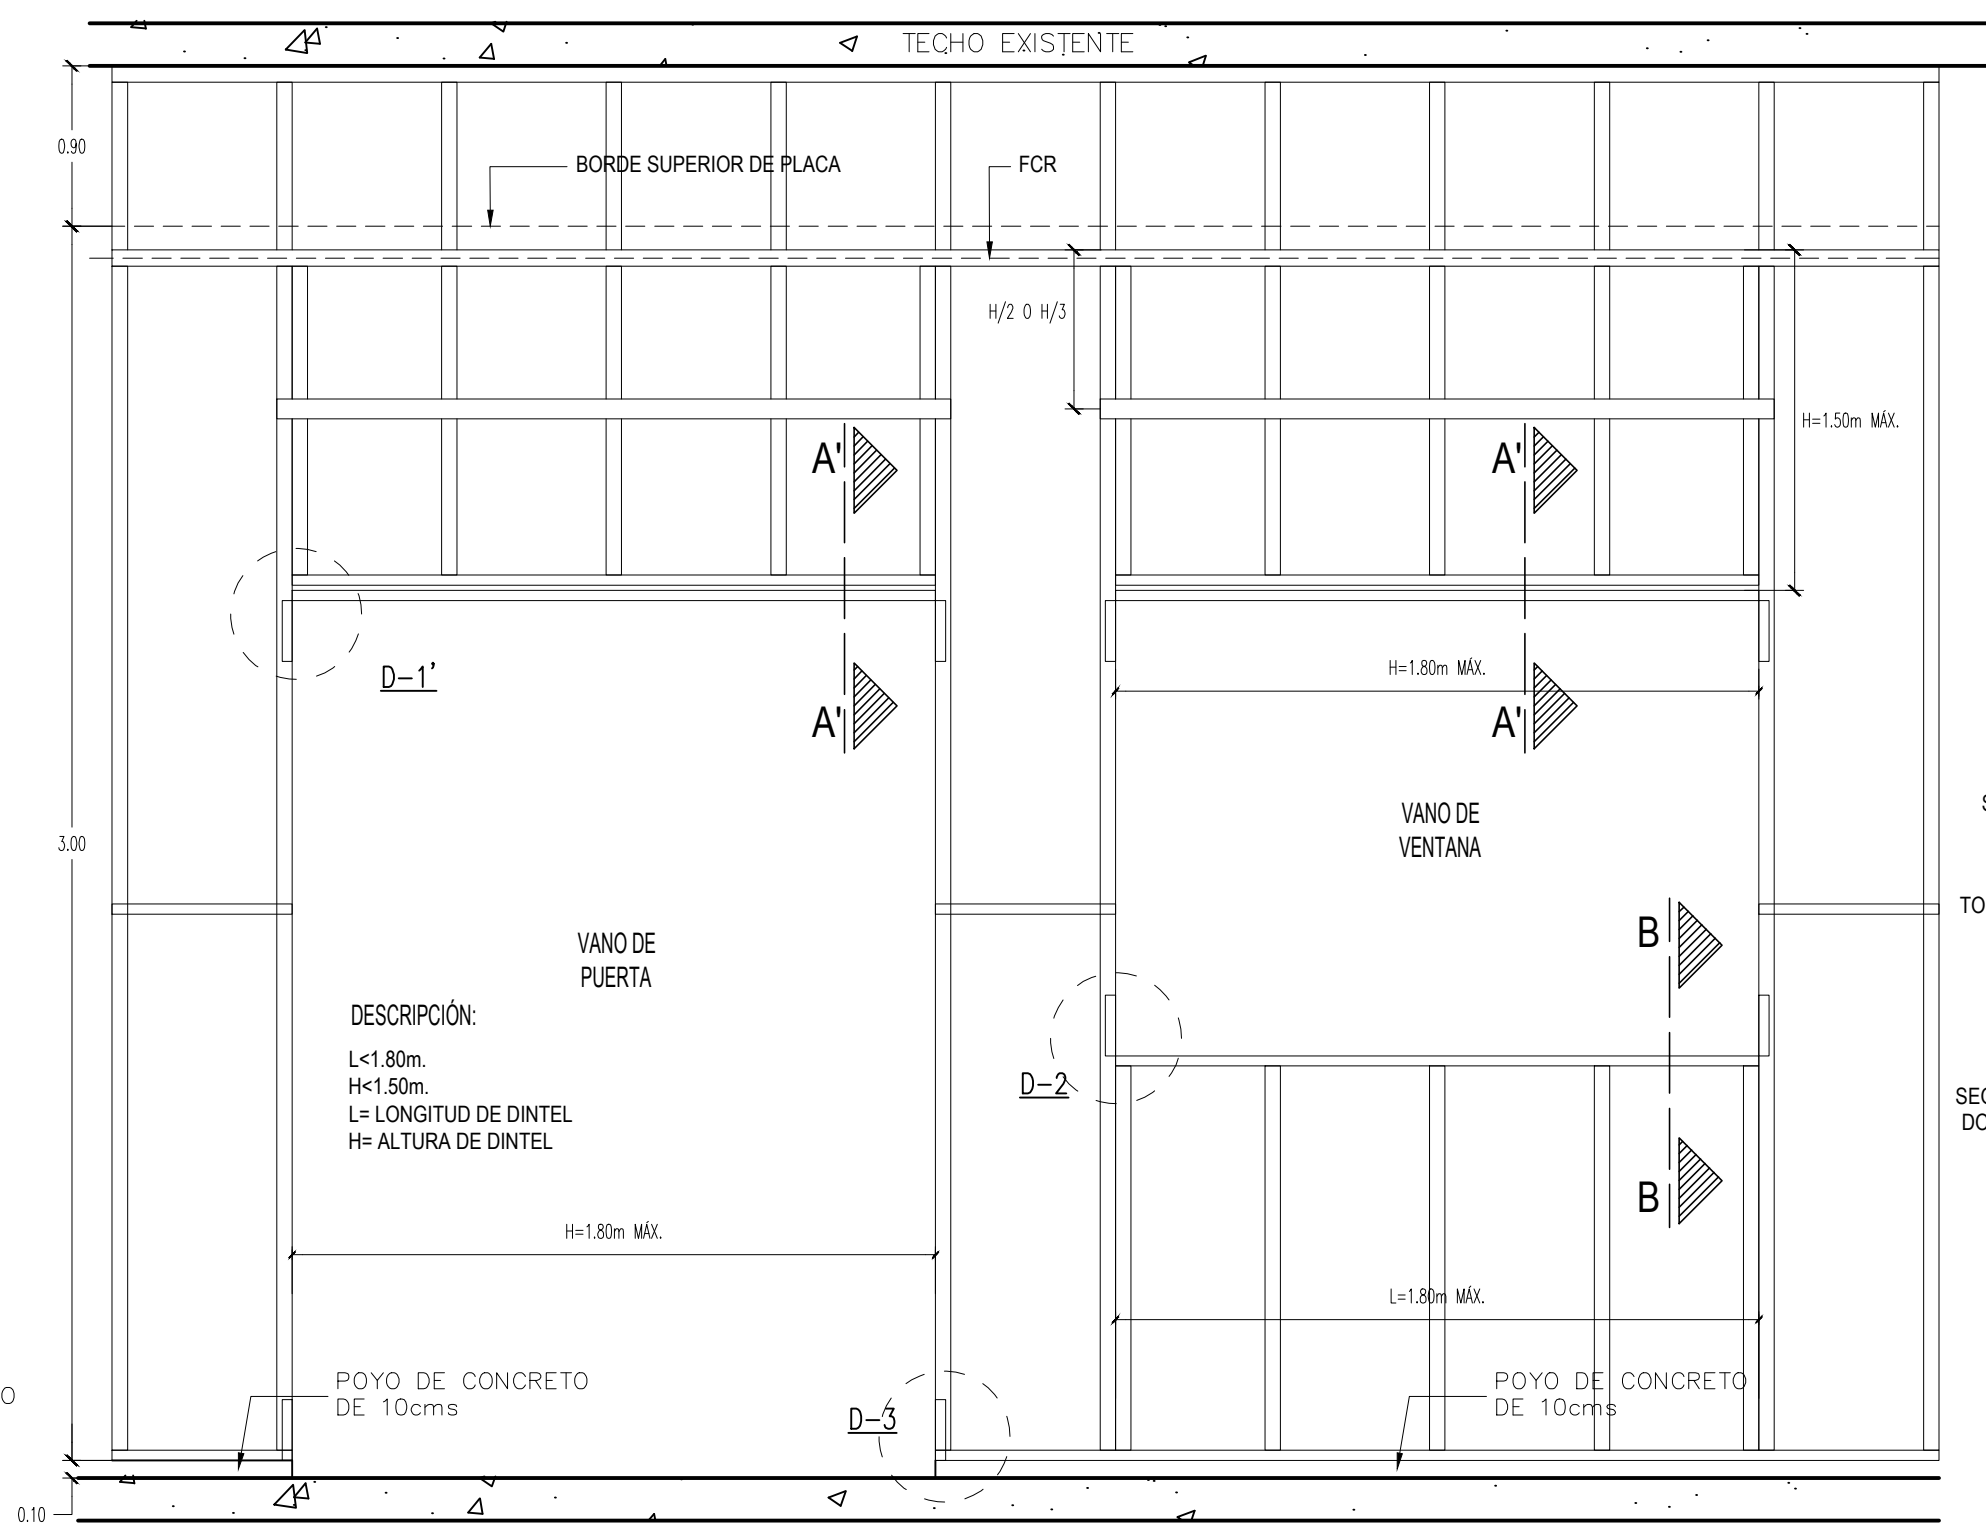 TECHO EXISTENTE
0.90
BORDE SUPERIOR DE PLACA
FCR
H/2 O H/3
H=1.50m MÁX.
A'
A'
D-1'
H=1.80m MÁX.
A'
A'
VANO DE
VENTANA
S
3.00
TO
B
VANO DE
PUERTA
DESCRIPCIÓN:
L<1.80m.
H<1.50m.
L= LONGITUD DE DINTEL
H= ALTURA DE DINTEL
D-2
SEC
DO
B
H=1.80m MÁX.
L=1.80m MÁX.
O
POYO DE CONCRETO
DE 10cms
D-3
POYO DE CONCRETO
DE 10cms
0.10